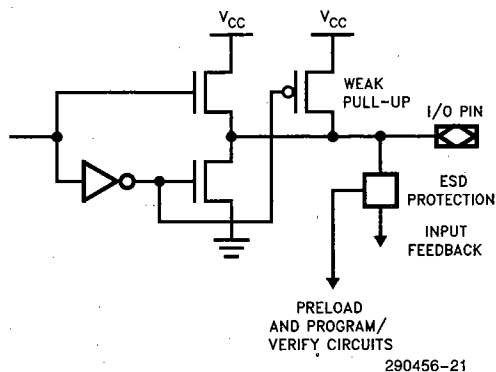 VCC
VCC
WEAK
PULL-UP
I/O PIN
ESD
PROTECTION
INPUT
FEEDBACK
PRELOAD
AND PROGRAM/
VERIFY CIRCUITS
290456-21